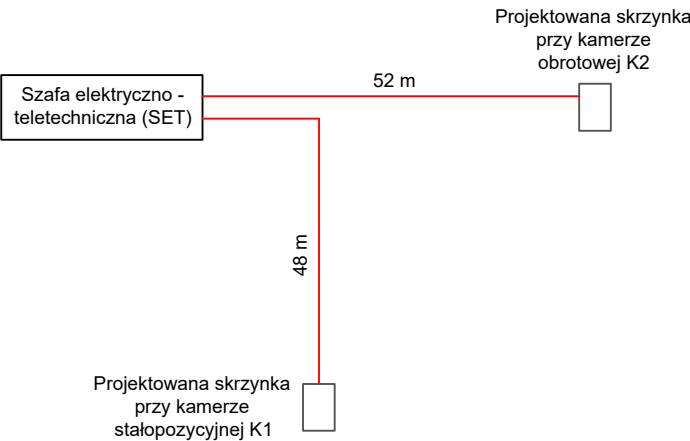 Projektowana skrzynka
przy kamerze
obrotowej K2
52 m
Szafa elektryczno -
teletechniczna (SET)
48 m
Projektowana skrzynka
przy kamerze
stałopozycyjnej K1